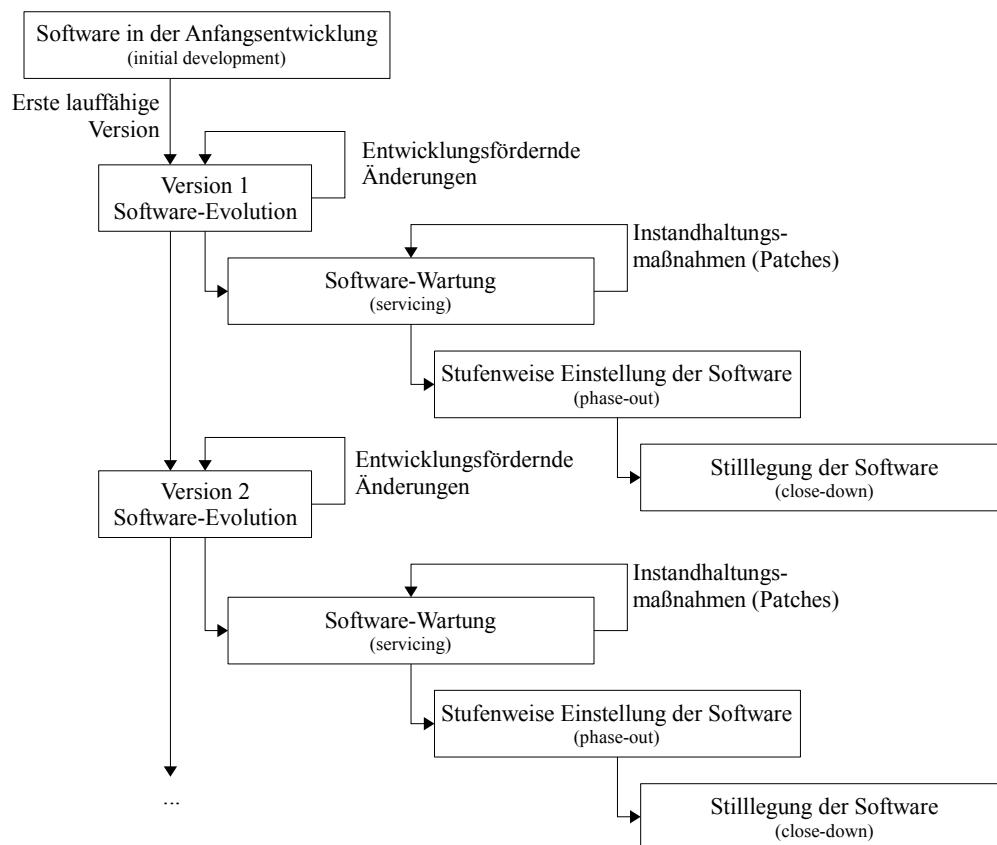 Software in der Anfangsentwicklung
(initial development)
Erste lauffähige
Version
Entwicklungsfördernde
Änderungen
Version 1
Software-Evolution
Instandhaltungs-
maßnahmen (Patches)
Software-Wartung
(servicing)
Stufenweise Einstellung der Software
(phase-out)
Entwicklungsfördernde
Änderungen
Stilllegung der Software
(close-down)
Version 2
Software-Evolution
Instandhaltungs-
maßnahmen (Patches)
Software-Wartung
(servicing)
Stufenweise Einstellung der Software
(phase-out)
...
Stilllegung der Software
(close-down)